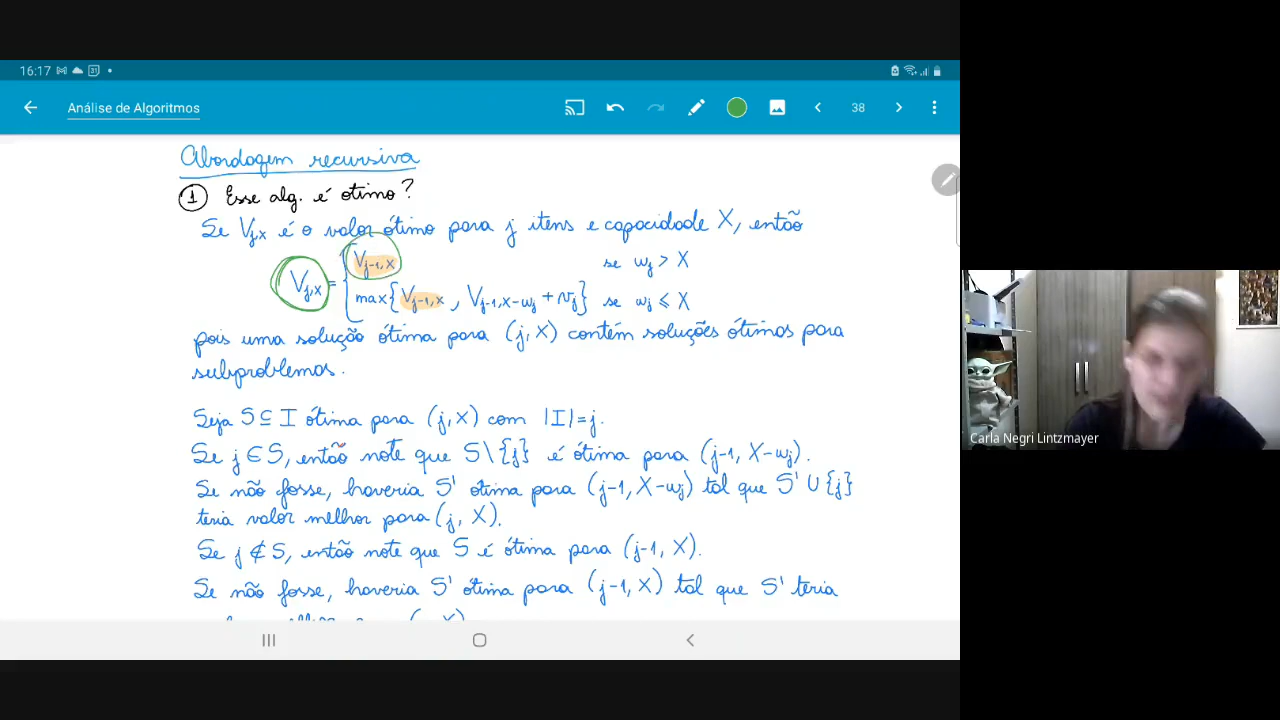 16:17
31
Análise de Algoritmos
38
Abordagem recursiva
1 Esse alg. é ótimo?
Se Vj,x é o valor ótimo para j itens e capacidade X, então
Vj,x = { Vj-1,x se wj > X
max{Vj-1,x , Vj-1,x-wj + vj} se wj ⩽ X
pois uma solução ótima para (j, X) contém soluções ótimas para
subproblemas.
Seja S ⊆ I ótima para (j, X) com |I|=j.
Se j ∈ S, então note que S\{j} é ótima para (j-1, X-wj).
Se não fosse, haveria S' ótima para (j-1, X-wj) tal que S' ∪ {j}
teria valor melhor para (j, X).
Se j ∉ S, então note que S é ótima para (j-1, X).
Se não fosse, haveria S' ótima para (j-1, X) tal que S' teria
Carla Negri Lintzmayer